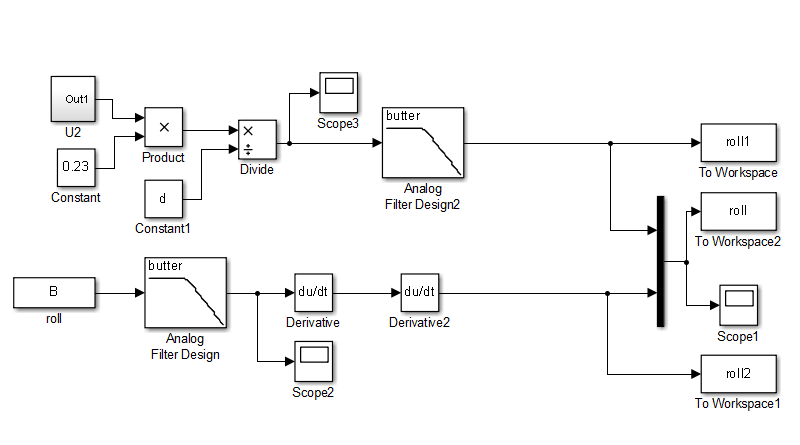 Out1
U2
0.23
Constant
×
Product
d
Constant1
×
÷
Divide
Scope3
butter
Analog
Filter Design2
roll1
To Workspace
roll
To Workspace2
Scope1
roll2
To Workspace1
B
roll
butter
Analog
Filter Design
Scope2
du/dt
Derivative
du/dt
Derivative2